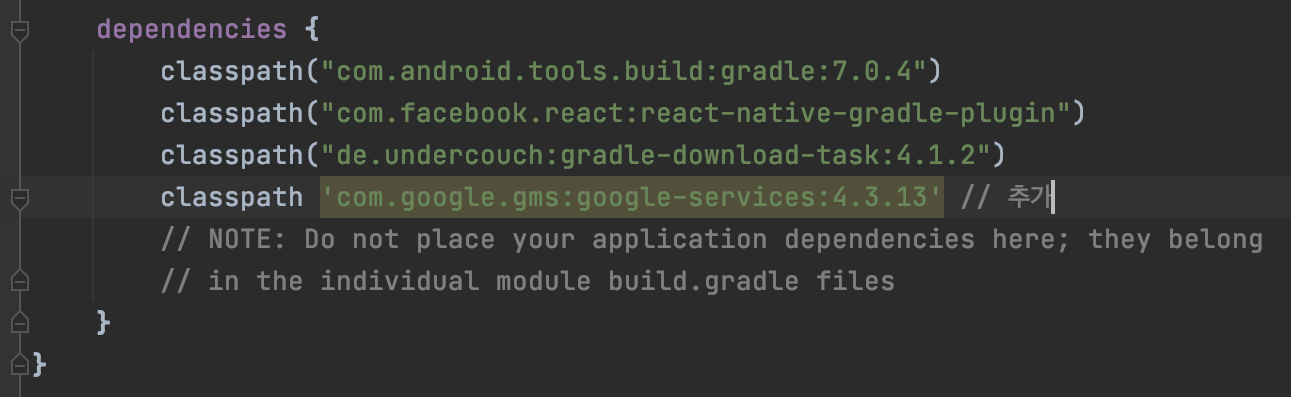 dependencies {
classpath("com.android.tools.build:gradle:7.0.4")
classpath("com.facebook.react:react-native-gradle-plugin")
classpath("de.undercouch:gradle-download-task:4.1.2")
classpath 'com.google.gms:google-services:4.3.13' // 추가
// NOTE: Do not place your application dependencies here; they belong
// in the individual module build.gradle files
}
}